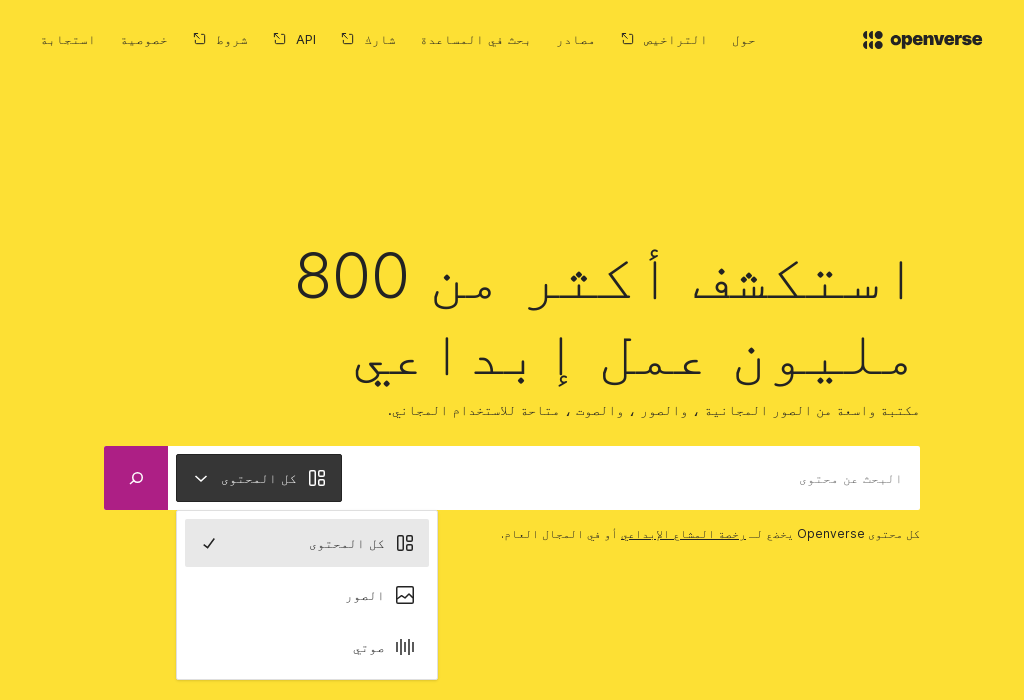 openverse
حول
التراخيص
مصادر
بحث في المساعدة
شارك
API
شروط
خصوصية
استجابة
استكشف أكثر من 800
مليون عمل إبداعي
مكتبة واسعة من الصور المجانية ، والصور ، والصوت ، متاحة للاستخدام المجاني.
البحث عن محتوى
كل المحتوى
كل محتوى Openverse يخضع لـ رخصة المشاع الإبداعي أو في المجال العام.
كل المحتوى
الصور
صوتي